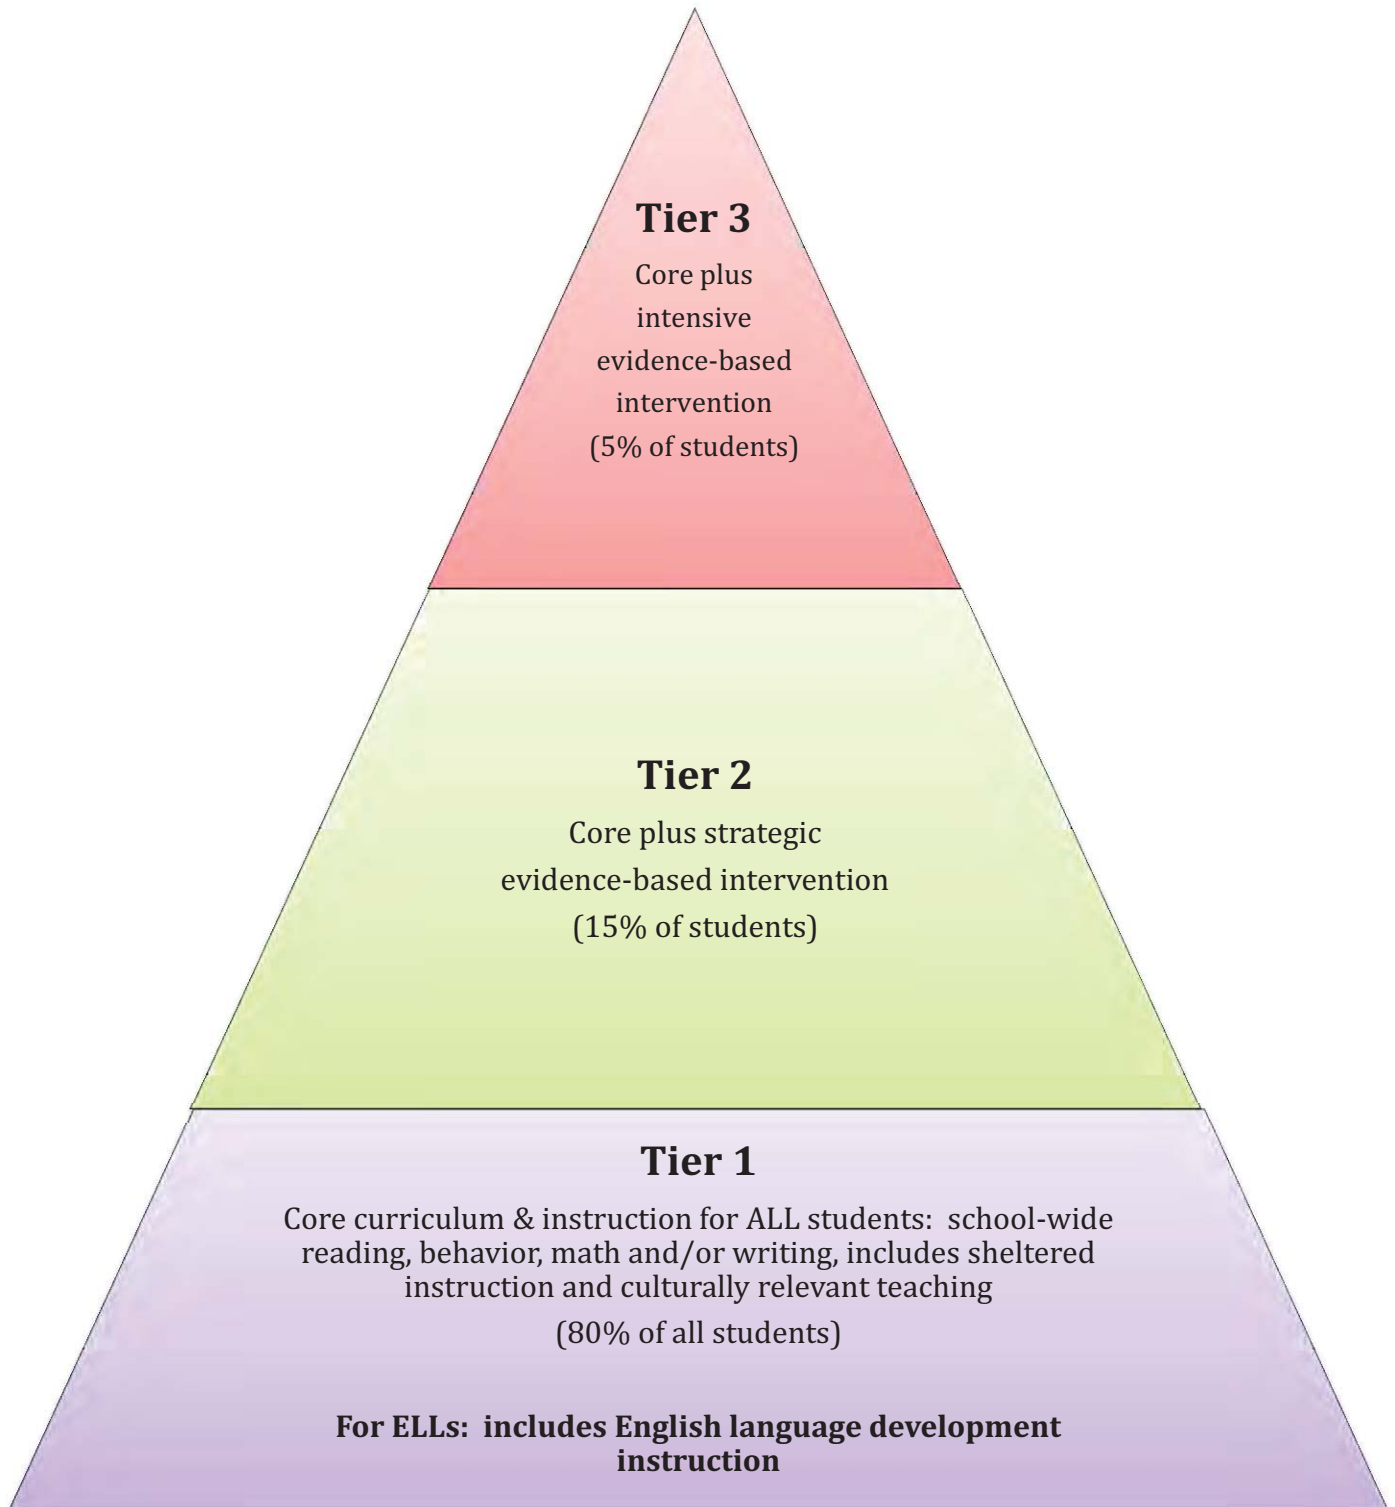 Tier 3
Core plus
intensive
evidence-based
intervention
(5% of students)
Tier 2
Core plus strategic
evidence-based intervention
(15% of students)
Tier 1
Core curriculum & instruction for ALL students:  school-wide
reading, behavior, math and/or writing, includes sheltered
instruction and culturally relevant teaching
(80% of all students)
For ELLs:  includes English language development
instruction